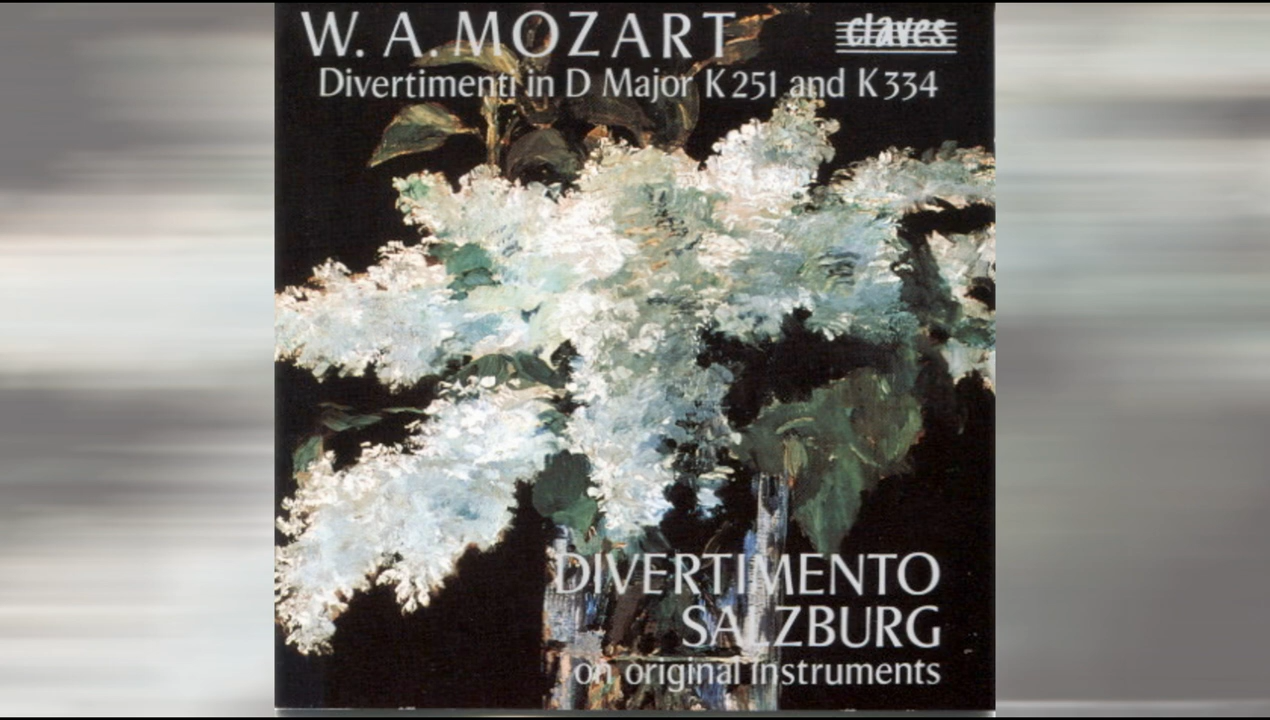 W. A. MOZART
claves
Divertimenti in D Major K 251 and K 334
DIVERTIMENTO
SALZBURG
on original instruments